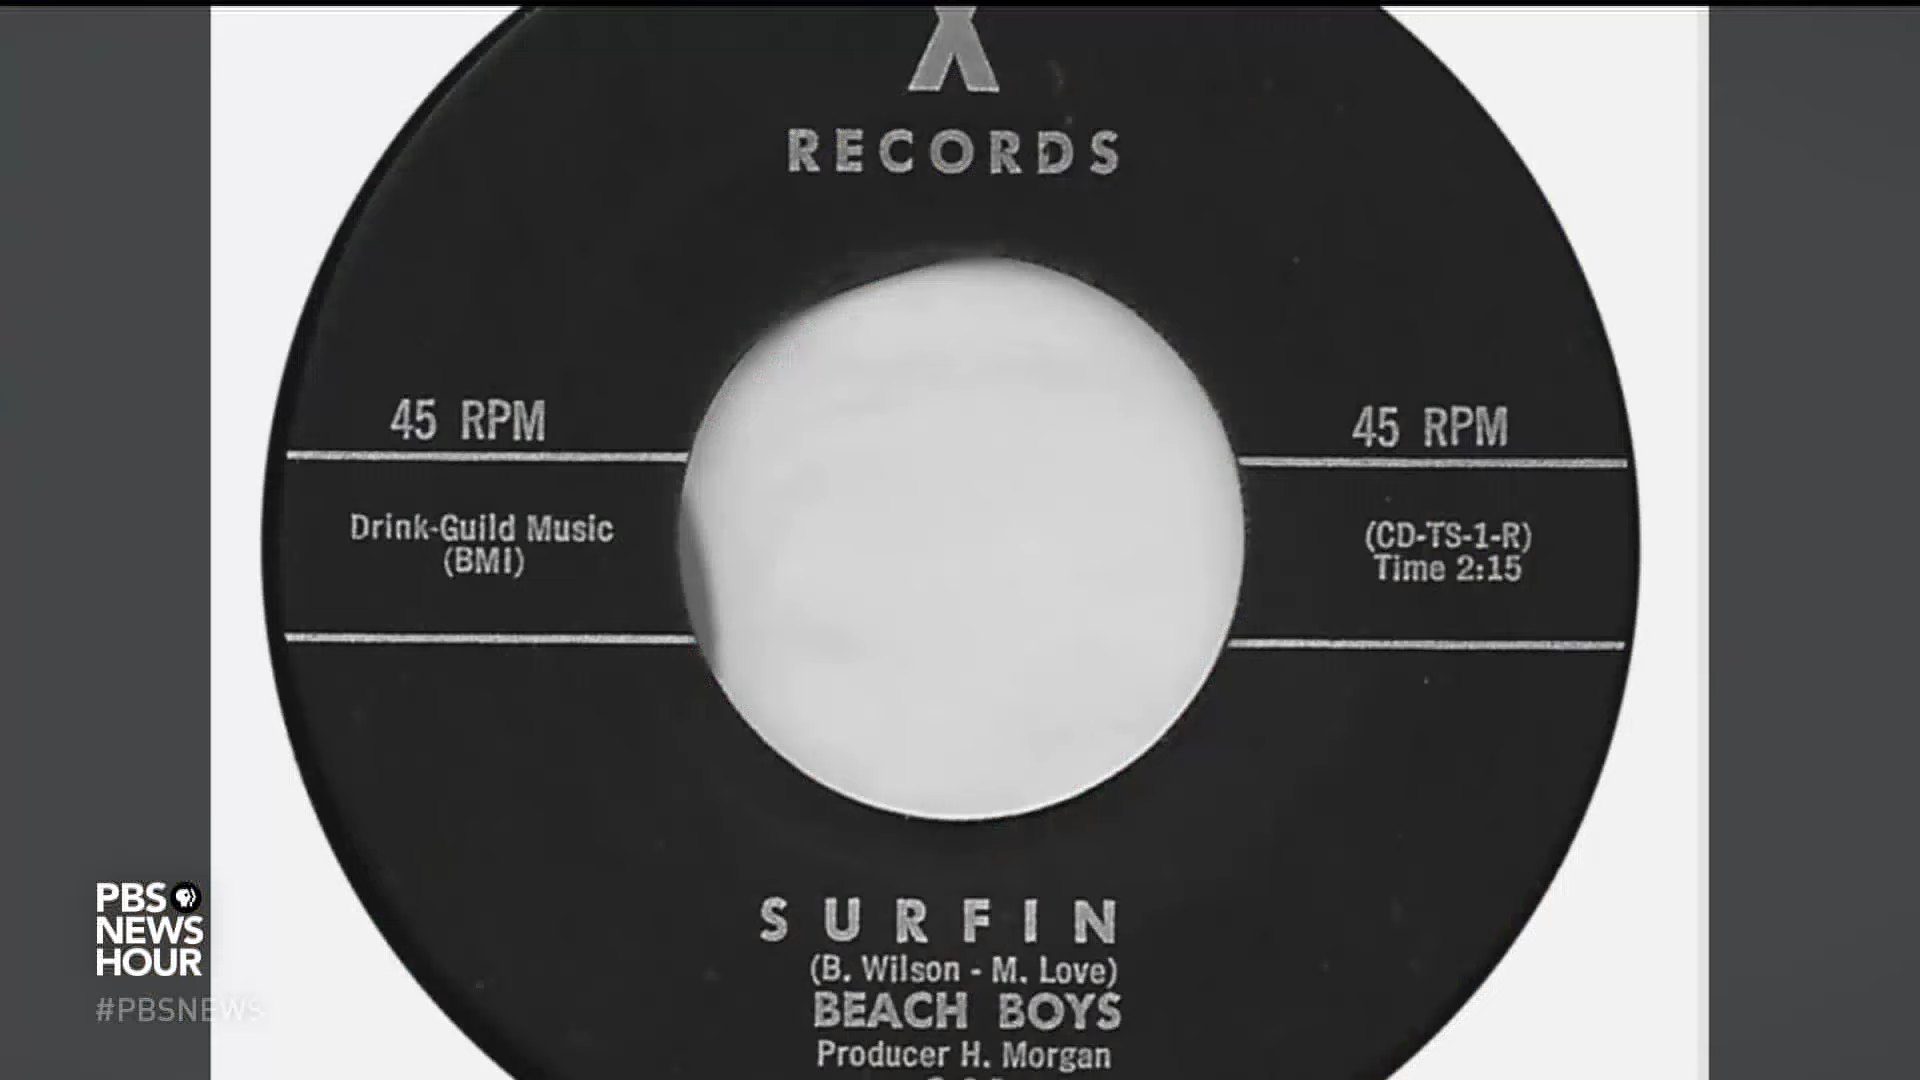 X
RECORDS
45 RPM
45 RPM
Drink-Guild Music
(BMI)
(CD-TS-1-R)
Time 2:15
SURFIN
(B. Wilson - M. Love)
BEACH BOYS
Producer H. Morgan
PBS
NEWS
HOUR
#PBSNEWS